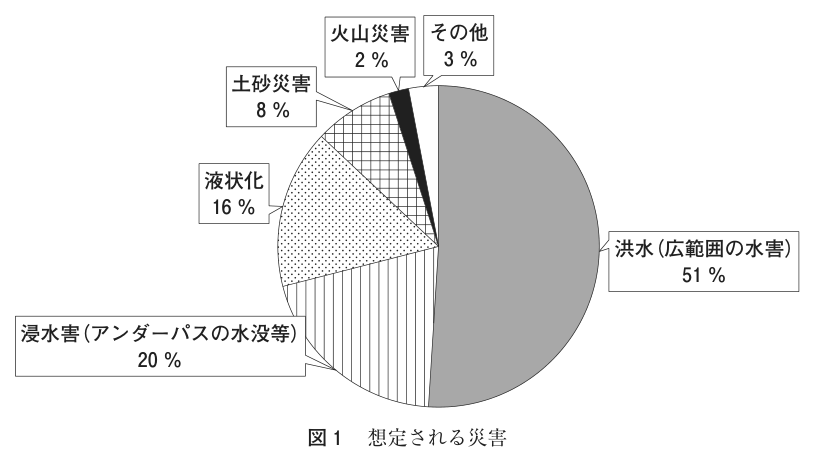 火山災害
2 %
その他
3 %
土砂災害
8 %
液状化
16 %
洪水（広範囲の水害）
51 %
浸水害（アンダーパスの水没等）
20 %
図1　想定される災害